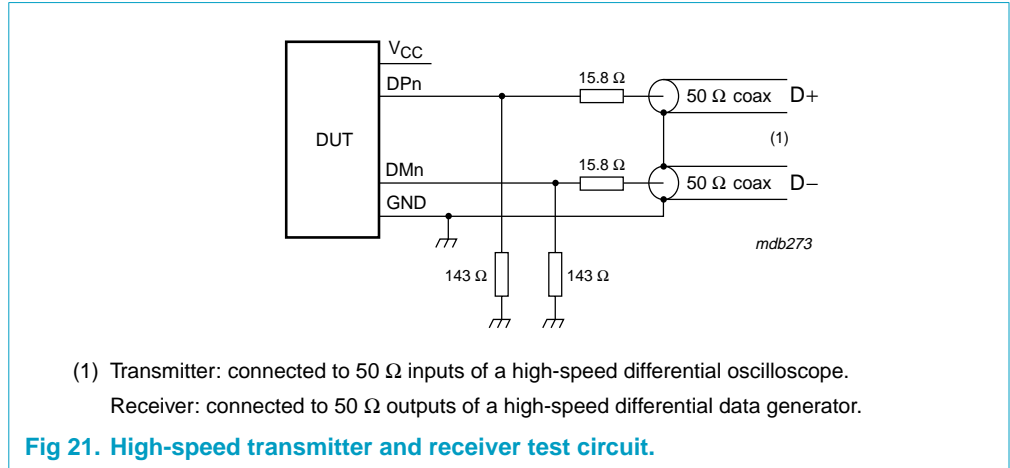 VCC
DPn
15.8 Ω
50 Ω coax D+
DUT
(1)
DMn
15.8 Ω
50 Ω coax D−
GND
mdb273
143 Ω
143 Ω
(1) Transmitter: connected to 50 Ω inputs of a high-speed differential oscilloscope.
Receiver: connected to 50 Ω outputs of a high-speed differential data generator.
Fig 21. High-speed transmitter and receiver test circuit.